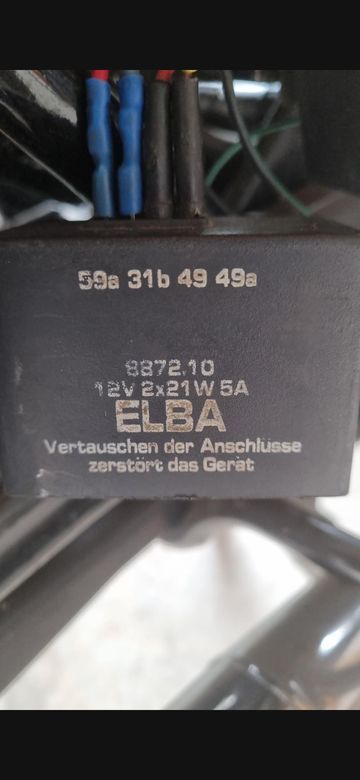 59a 31b 49 49a
8872.10
12V 2x21W 5A
ELBA
Vertauschen der Anschlüsse
zerstört das Gerät